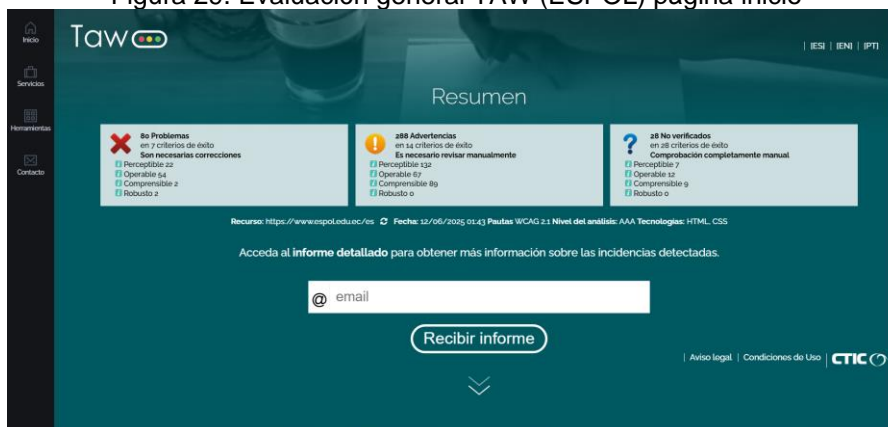 Figura 29. Evaluación general TAW (ESPOL) página inicio
Inicio
Servicios
Herramientas
Contacto
Taw
| |ES| | |EN| | |PT|
Resumen
80 Problemas
en 7 criterios de éxito
Son necesarias correcciones
Perceptible 22
Operable 54
Comprensible 2
Robusto 2
288 Advertencias
en 14 criterios de éxito
Es necesario revisar manualmente
Perceptible 132
Operable 67
Comprensible 89
Robusto 0
28 No verificados
en 28 criterios de éxito
Comprobación completamente manual
Perceptible 7
Operable 12
Comprensible 9
Robusto 0
Recurso: https://www.espol.edu.ec/es Fecha: 12/06/2025 01:43 Pautas WCAG 2.1 Nivel del análisis: AAA Tecnologías: HTML, CSS
Acceda al informe detallado para obtener más información sobre las incidencias detectadas.
@ email
Recibir informe
| Aviso legal | Condiciones de Uso | CTIC